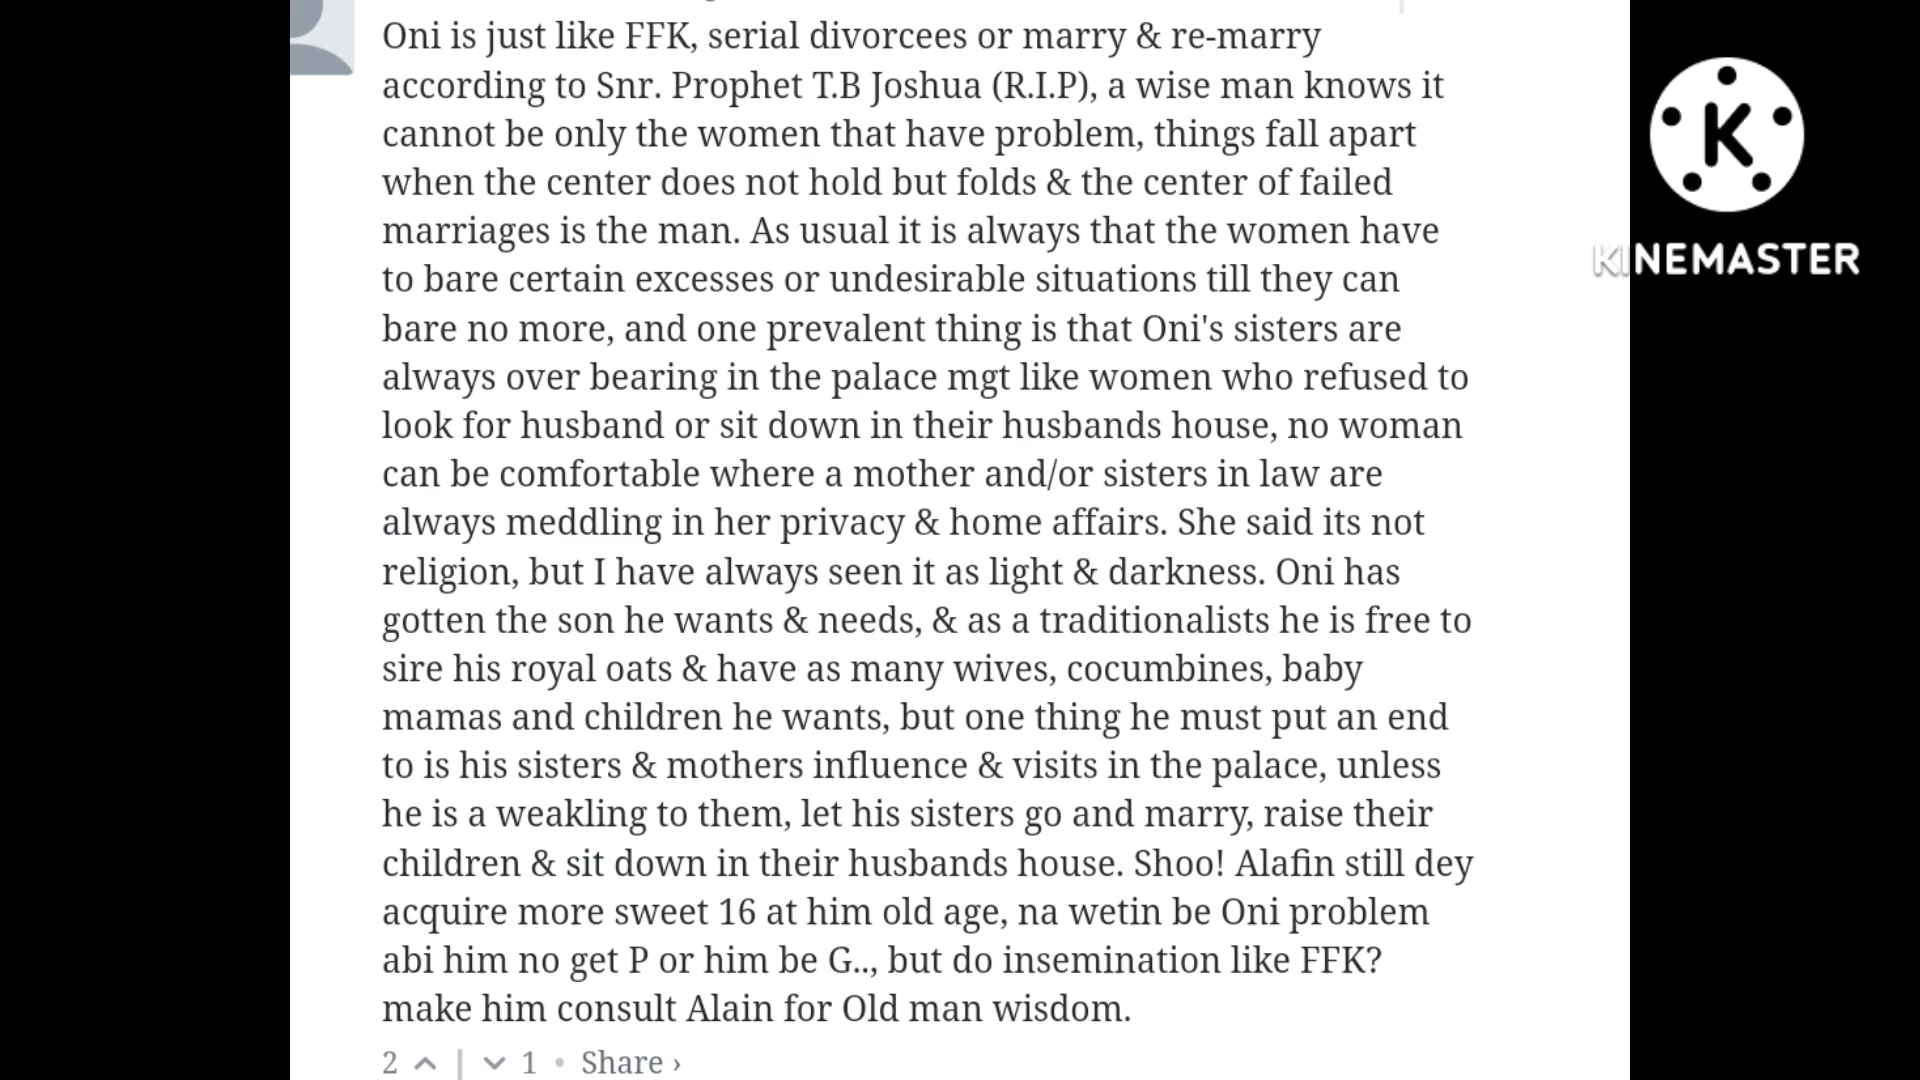 Oni is just like FFK, serial divorcees or marry & re-marry
according to Snr. Prophet T.B Joshua (R.I.P), a wise man knows it
cannot be only the women that have problem, things fall apart
when the center does not hold but folds & the center of failed
marriages is the man. As usual it is always that the women have
to bare certain excesses or undesirable situations till they can
bare no more, and one prevalent thing is that Oni's sisters are
always over bearing in the palace mgt like women who refused to
look for husband or sit down in their husbands house, no woman
can be comfortable where a mother and/or sisters in law are
always meddling in her privacy & home affairs. She said its not
religion, but I have always seen it as light & darkness. Oni has
gotten the son he wants & needs, & as a traditionalists he is free to
sire his royal oats & have as many wives, cocumbines, baby
mamas and children he wants, but one thing he must put an end
to is his sisters & mothers influence & visits in the palace, unless
he is a weakling to them, let his sisters go and marry, raise their
children & sit down in their husbands house. Shoo! Alafin still dey
acquire more sweet 16 at him old age, na wetin be Oni problem
abi him no get P or him be G.., but do insemination like FFK?
make him consult Alain for Old man wisdom.
2 | 1 • Share ›
K
KINEMASTER